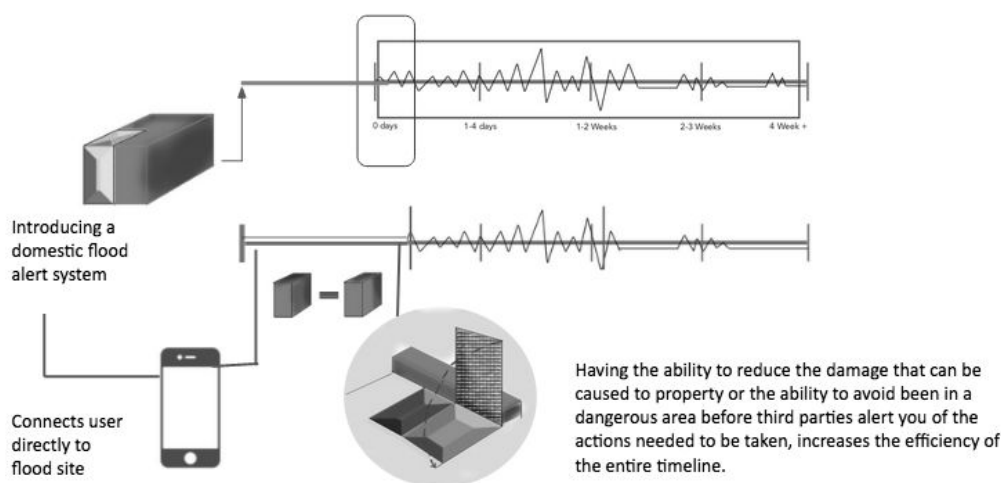 0 days
1-4 days
1-2 Weeks
2-3 Weeks
4 Week +
Introducing a
domestic flood
alert system
Connects user
directly to
flood site
Having the ability to reduce the damage that can be
caused to property or the ability to avoid been in a
dangerous area before third parties alert you of the
actions needed to be taken, increases the efficiency of
the entire timeline.